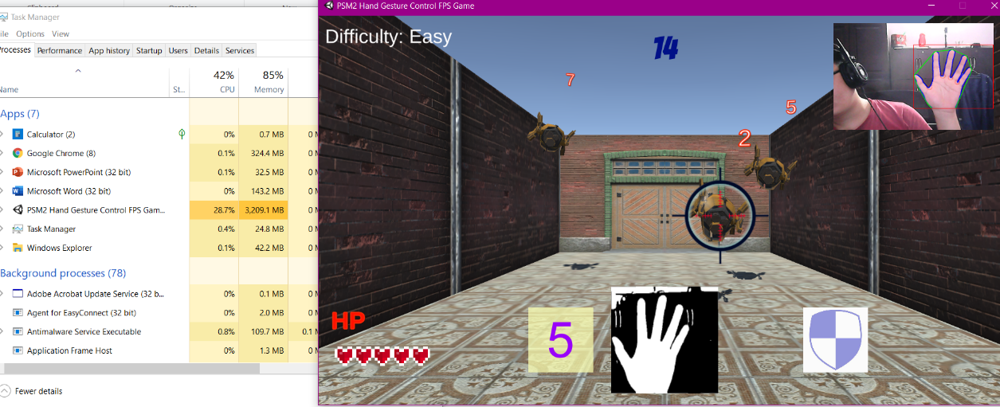 Clipboard Organize New
Task Manager
ile Options View
Processes Performance App history Startup Users Details Services
42% 85%
Name St... CPU Memory
Apps (7)
Calculator (2) 0% 0.7 MB 0 M
Google Chrome (8) 0.1% 324.4 MB 0 M
Microsoft PowerPoint (32 bit) 0.1% 32.5 MB 0 M
Microsoft Word (32 bit) 0% 143.2 MB 0 M
PSM2 Hand Gesture Control FPS Gam... 28.7% 3,209.1 MB 0 M
Task Manager 0.4% 24.8 MB 0 M
Windows Explorer 0.1% 42.2 MB 0 M
Background processes (78)
Adobe Acrobat Update Service (32 b... 0% 0.1 MB 0 M
Agent for EasyConnect (32 bit) 0% 2.0 MB 0 M
Antimalware Service Executable 0.8% 109.7 MB 0.1 M
Application Frame Host 0% 1.3 MB 0 M
Fewer details
PSM2 Hand Gesture Control FPS Game
Difficulty: Easy
14
7
5
2
HP
5